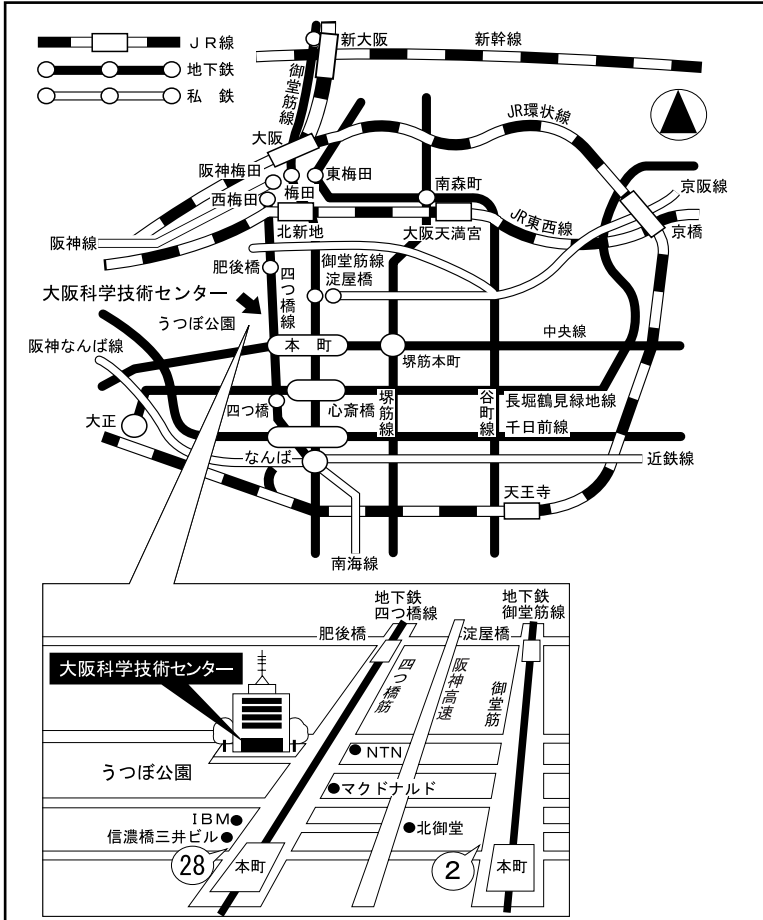 JR線
地下鉄
私 鉄
新大阪
新幹線
御堂筋線
JR環状線
大阪
阪神梅田
西梅田
梅田
東梅田
南森町
京阪線
阪神線
北新地
大阪天満宮
JR東西線
京橋
肥後橋
四つ橋線
御堂筋線
淀屋橋
大阪科学技術センター
うつぼ公園
中央線
阪神なんば線
本 町
堺筋本町
大正
四つ橋
心斎橋
堺筋線
谷町線
長堀鶴見緑地線
千日前線
なんば
近鉄線
天王寺
南海線
地下鉄
四つ橋線
地下鉄
御堂筋線
肥後橋
淀屋橋
大阪科学技術センター
四つ橋筋
阪神高速
御堂筋
うつぼ公園
NTN
マクドナルド
IBM
信濃橋三井ビル
北御堂
28
本町
2
本町